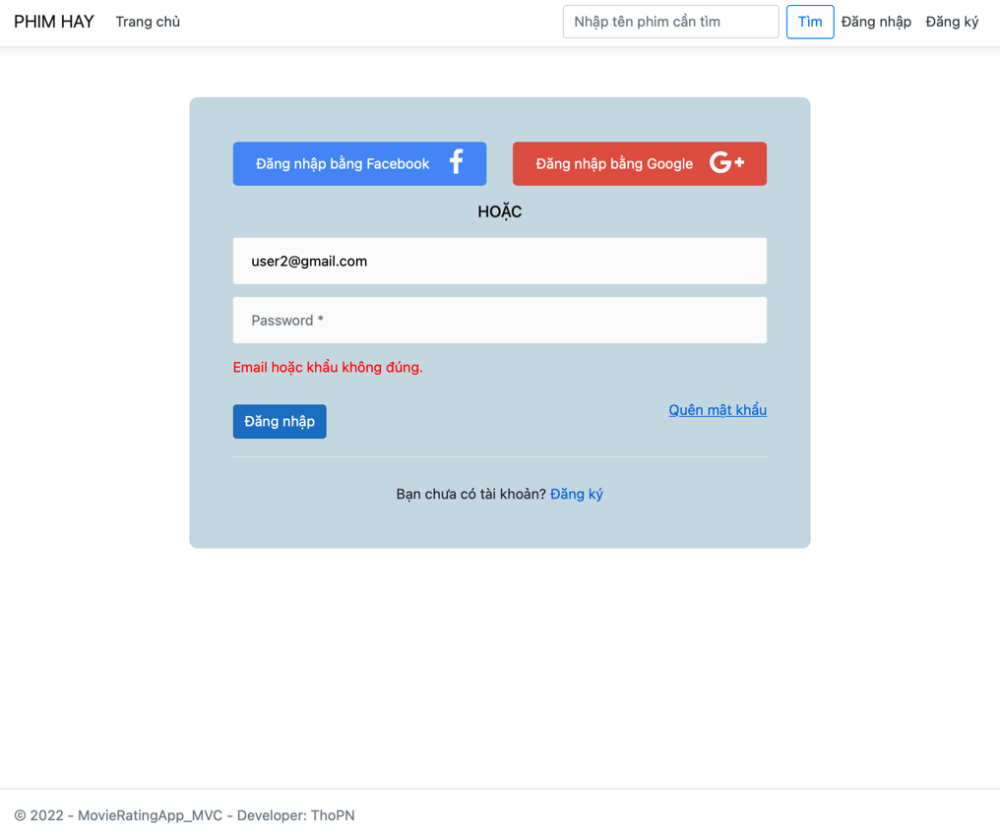 PHIM HAY Trang chủ Nhập tên phim cần tìm Tìm Đăng nhập Đăng ký
Đăng nhập bằng Facebook Đăng nhập bằng Google G+
HOẶC
user2@gmail.com
Password *
Email hoặc khẩu không đúng.
Đăng nhập Quên mật khẩu
Bạn chưa có tài khoản? Đăng ký
© 2022 - MovieRatingApp_MVC - Developer: ThoPN